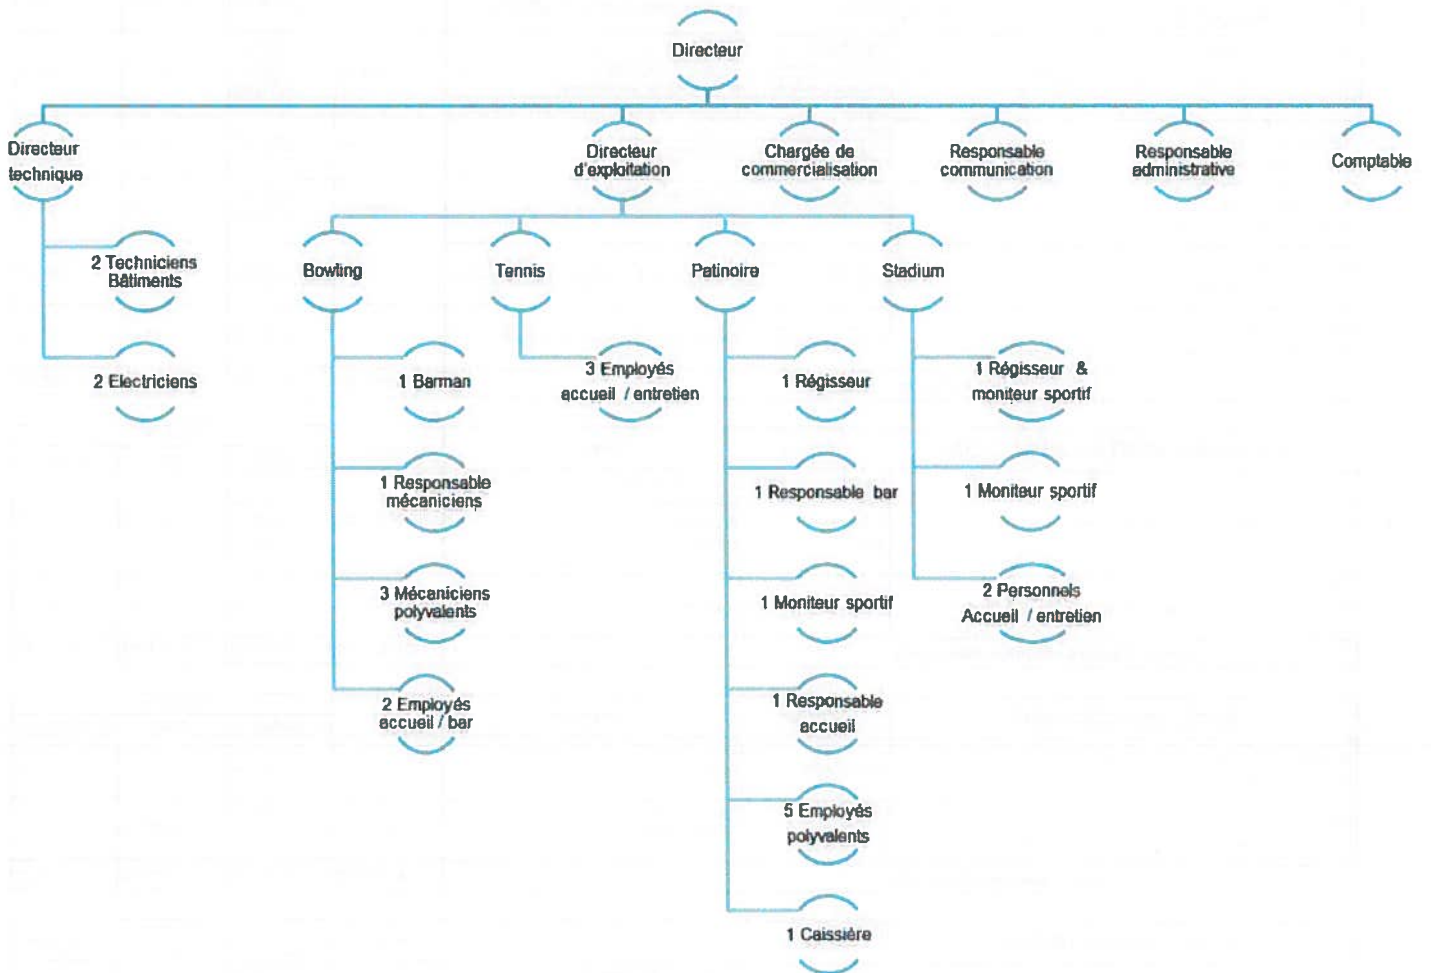 Directeur
Directeur
technique
Directeur
d'exploitation
Chargée de
commercialisation
Responsable
communication
Responsable
administrative
Comptable
2 Techniciens
Bâtiments
2 Electriciens
Bowling
Tennis
Patinoire
Stadium
1 Barman
1 Responsable
mécaniciens
3 Mécaniciens
polyvalents
2 Employés
accueil / bar
3 Employés
accueil / entretien
1 Régisseur
1 Responsable bar
1 Moniteur sportif
1 Responsable
accueil
5 Employés
polyvalents
1 Caissière
1 Régisseur &
moniteur sportif
1 Moniteur sportif
2 Personnels
Accueil / entretien